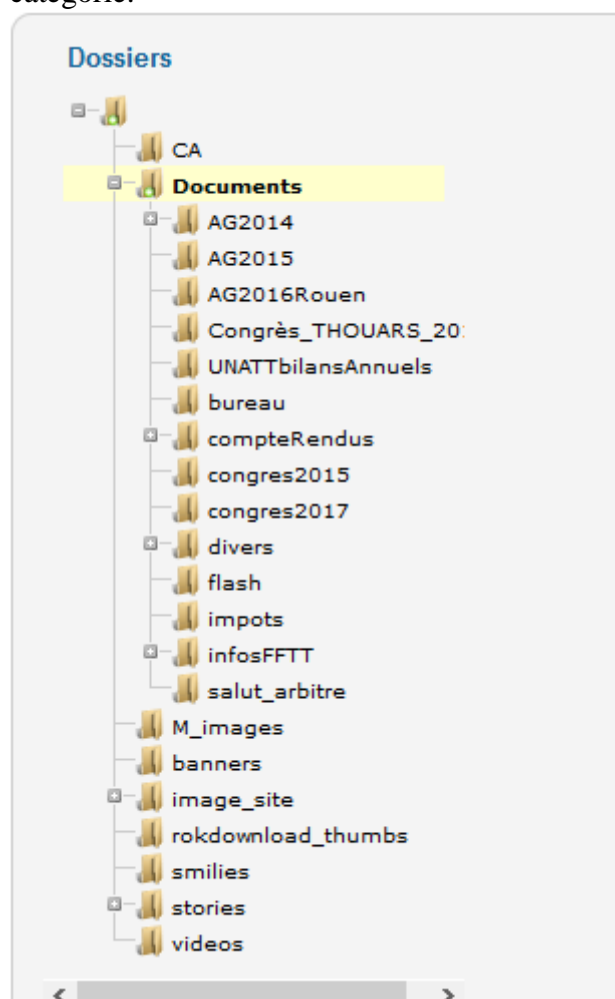 catégorie.
Dossiers
CA
Documents
AG2014
AG2015
AG2016Rouen
Congrès_THOUARS_20
UNATTbilansAnnuels
bureau
compteRendus
congres2015
congres2017
divers
flash
impots
infosFFTT
salut_arbitre
M_images
banners
image_site
rokdownload_thumbs
smilies
stories
videos